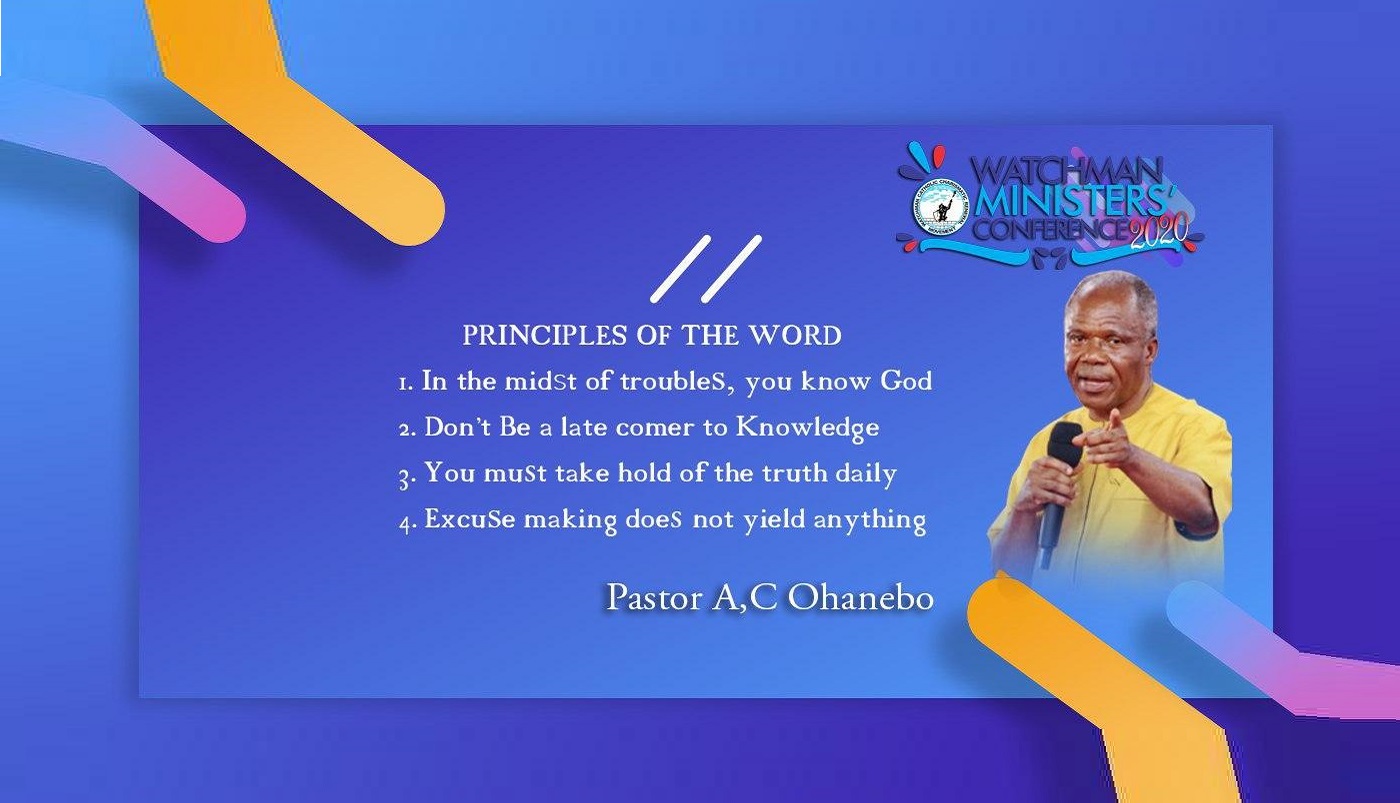 WATCHMAN
MINISTERS'
CONFERENCE 2020
PRINCIPLES OF THE WORD
1. In the midst of troubles, you know God
2. Don't Be a late comer to Knowledge
3. You must take hold of the truth daily
4. Excuse making does not yield anything
Pastor A,C Ohanebo